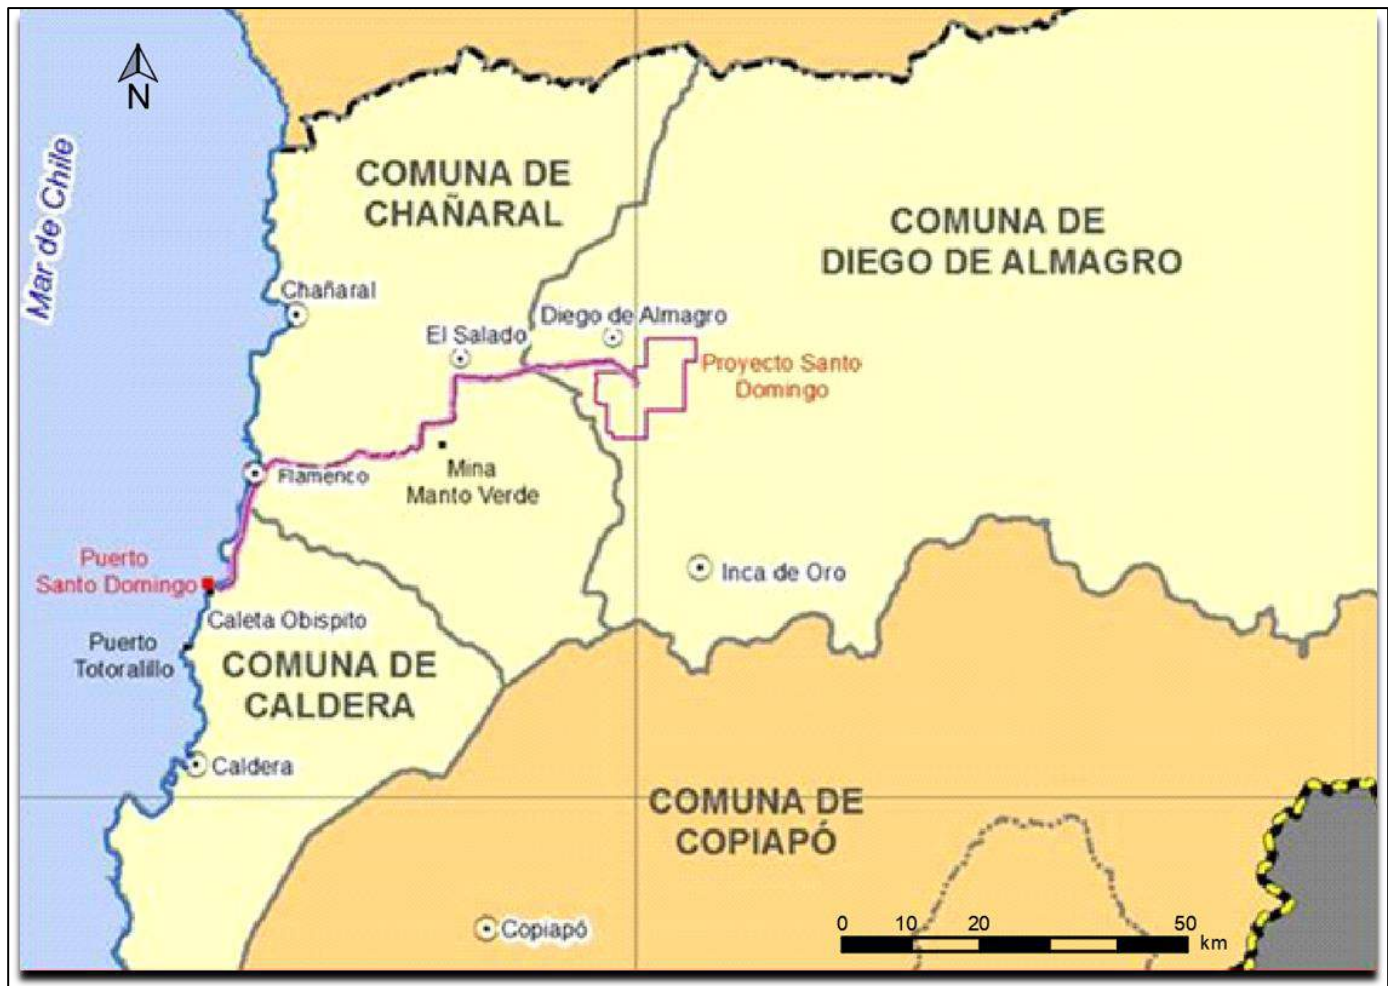 N
Mar de Chile
COMUNA DE
CHAÑARAL
COMUNA DE
DIEGO DE ALMAGRO
Chañaral
El Salado
Diego de Almagro
Proyecto Santo
Domingo
Flamenco
Mina
Manto Verde
Puerto
Santo Domingo
Inca de Oro
Caleta Obispito
Puerto
Totoralillo
COMUNA DE
CALDERA
Caldera
COMUNA DE
COPIAPÓ
Copiapó
0 10 20 50
km